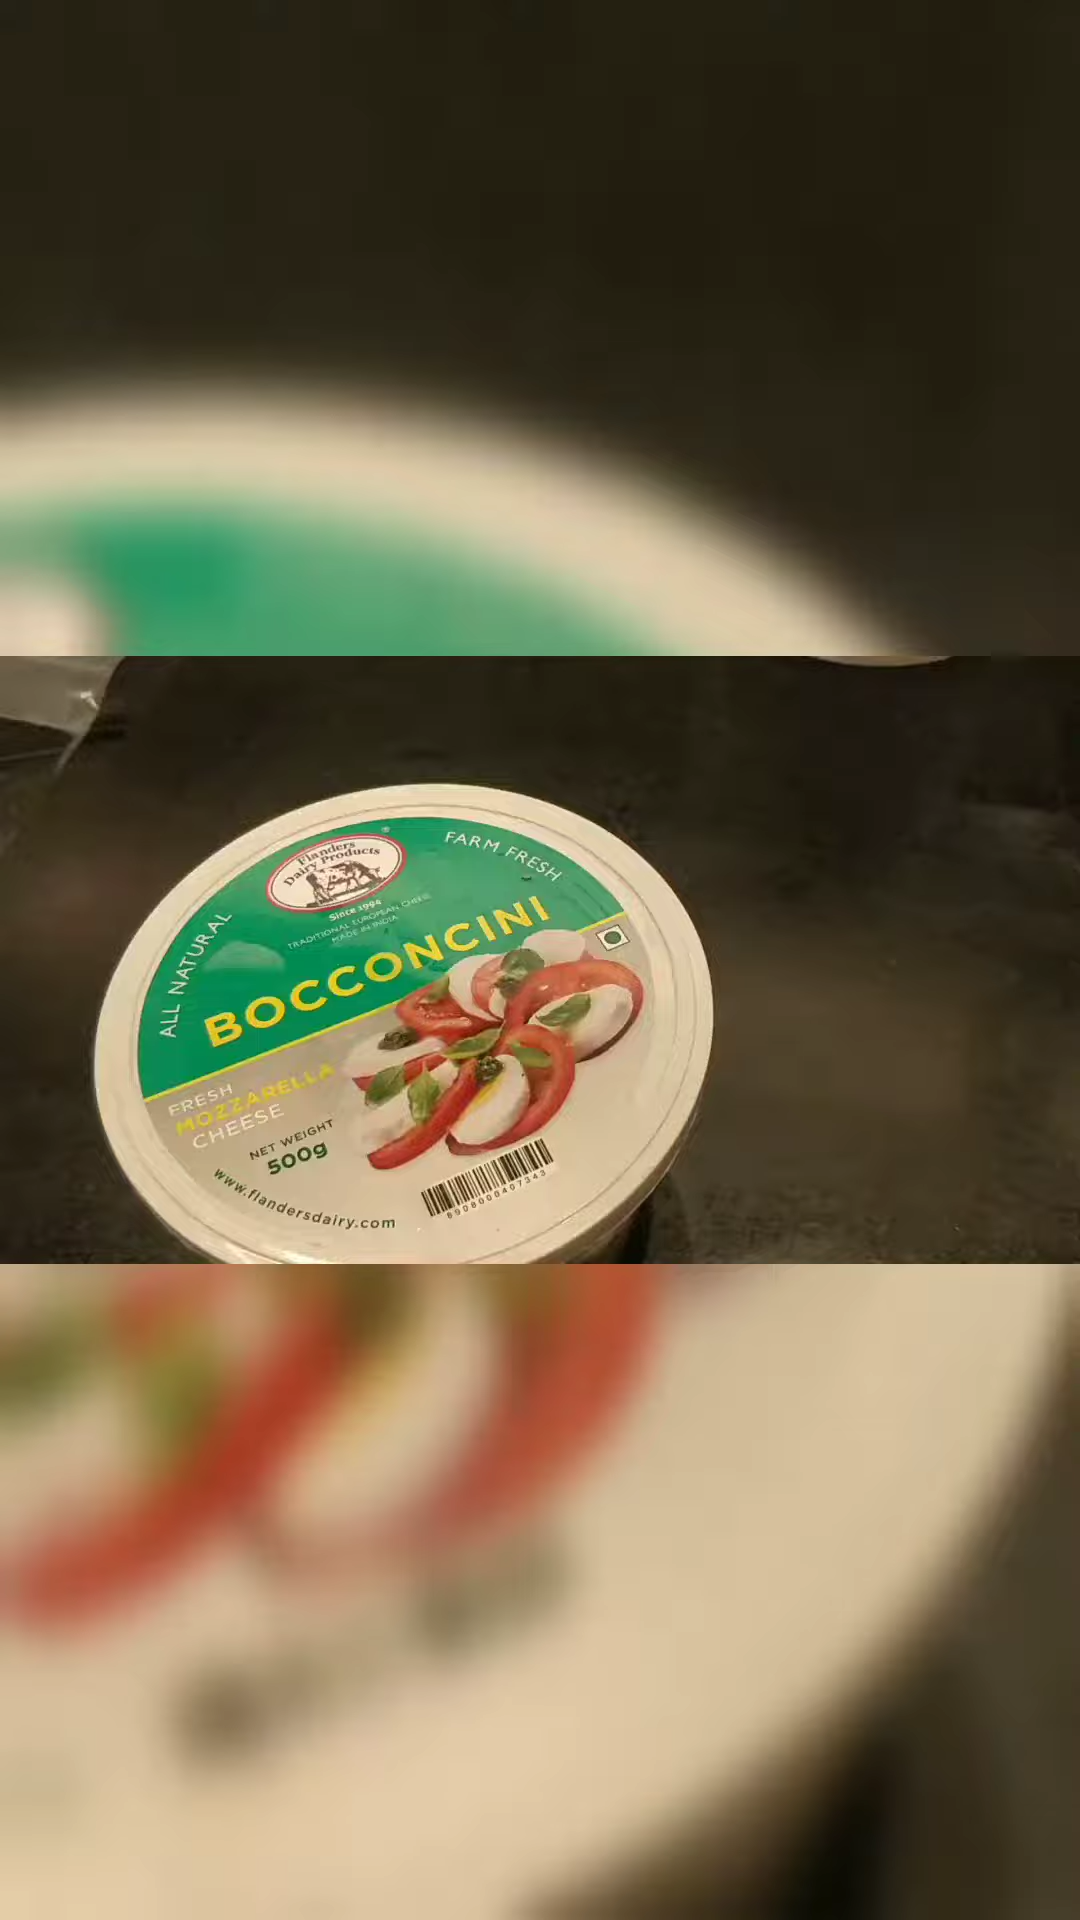 Flanders
Dairy Products
®
Since 1994
TRADITIONAL EUROPEAN CHEESE
MADE IN INDIA
ALL NATURAL
FARM FRESH
BOCCONCINI
FRESH
MOZZARELLA
CHEESE
NET WEIGHT
500g
www.flandersdairy.com
8908000407343